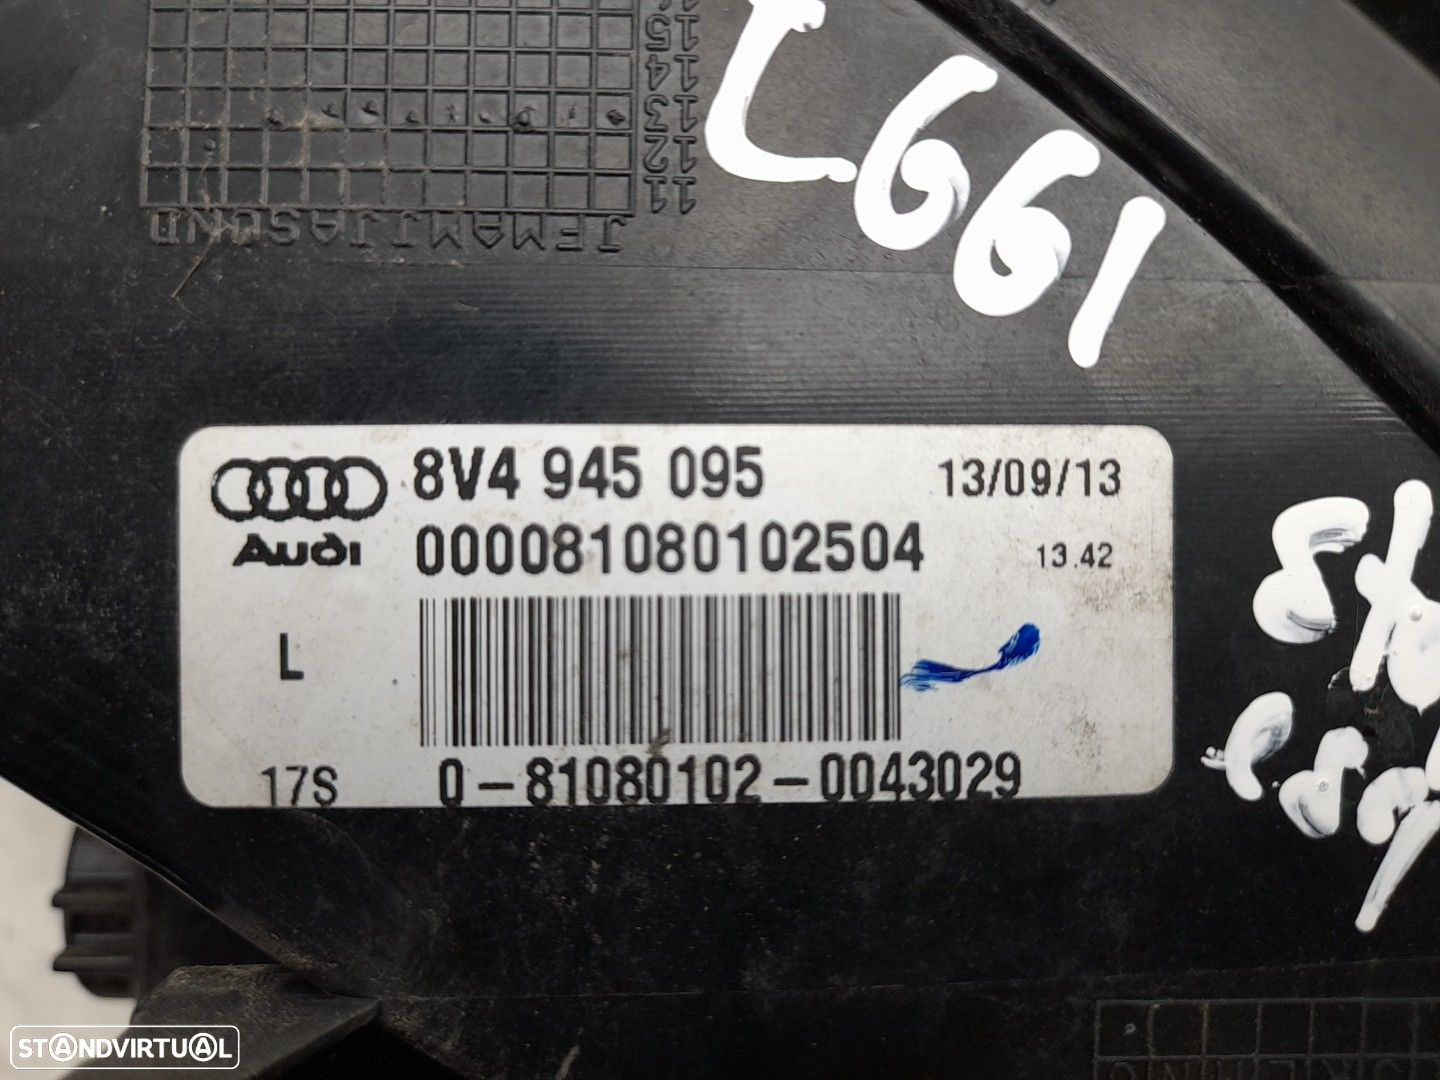 15
14
13
12
11
JFMAMJJASOND
1997
8V4 945 095
13/09/13
Audi
000081080102504
13.42
L
17S
0-81080102-0043029
STANDVIRTUAL